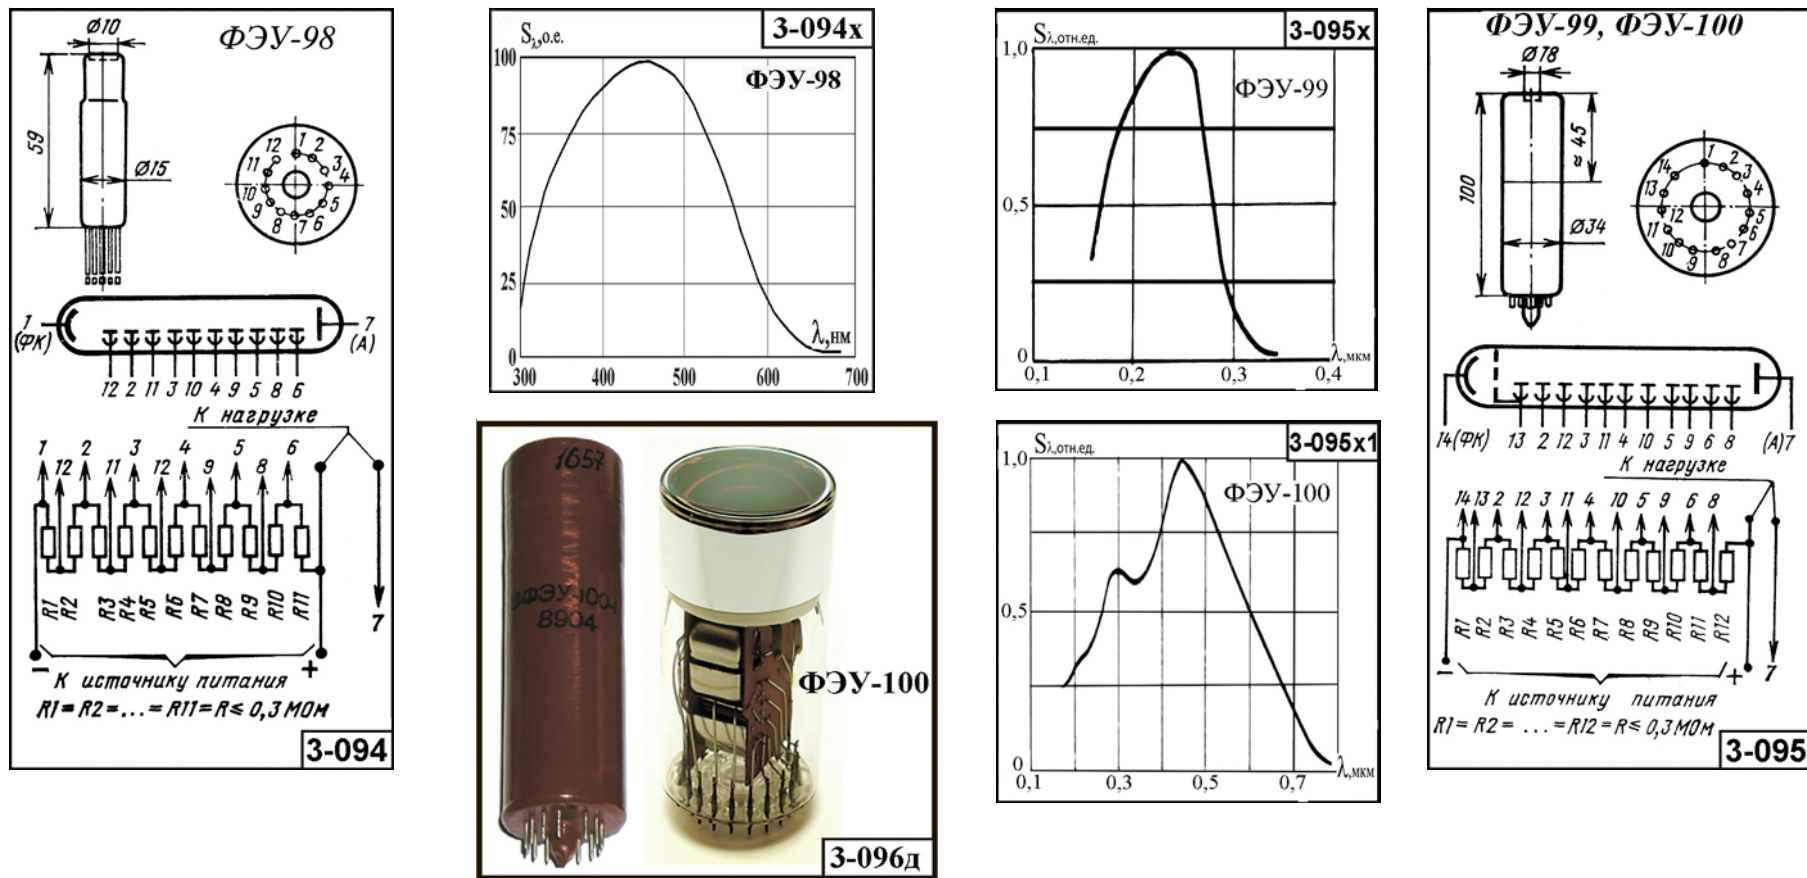 Ø10
ФЭУ-98
59
Ø15
1 2 3 4 5 6 7 8 9 10 11 12
1
(ФК)
7
(А)
12 2 11 3 10 4 9 5 8 6
К нагрузке
1 12 2 11 3 12 4 9 5 8 6
R1 R2 R3 R4 R5 R6 R7 R8 R9 R10 R11
7
− +
К источнику питания
R1 = R2 = ... = R11 = R ≤ 0,3 МОм
3-094
Sλ,о.е.
3-094х
ФЭУ-98
100
75
50
25
0
λ,нм
300 400 500 600 700
1657
ФЭУ-100
8904
ФЭУ-100
3-096д
Sλ,отн.ед.
3-095х
1,0
ФЭУ-99
0,5
0
λ,мкм
0,1 0,2 0,3 0,4
Sλ,отн.ед.
3-095х1
1,0
ФЭУ-100
0,5
0
λ,мкм
0,1 0,3 0,5 0,7
ФЭУ-99, ФЭУ-100
Ø18
100
≈ 45
Ø34
1 2 3 4 5 6 7 8 9 10 11 12 13 14
14(ФК) 13 2 12 3 11 4 10 5 9 6 8 (А)7
К нагрузке
14 13 2 12 3 11 4 10 5 9 6 8
R1 R2 R3 R4 R5 R6 R7 R8 R9 R10 R11 R12
7
− +
К источнику питания
R1 = R2 = ... = R12 = R ≤ 0,3 МОм
3-095